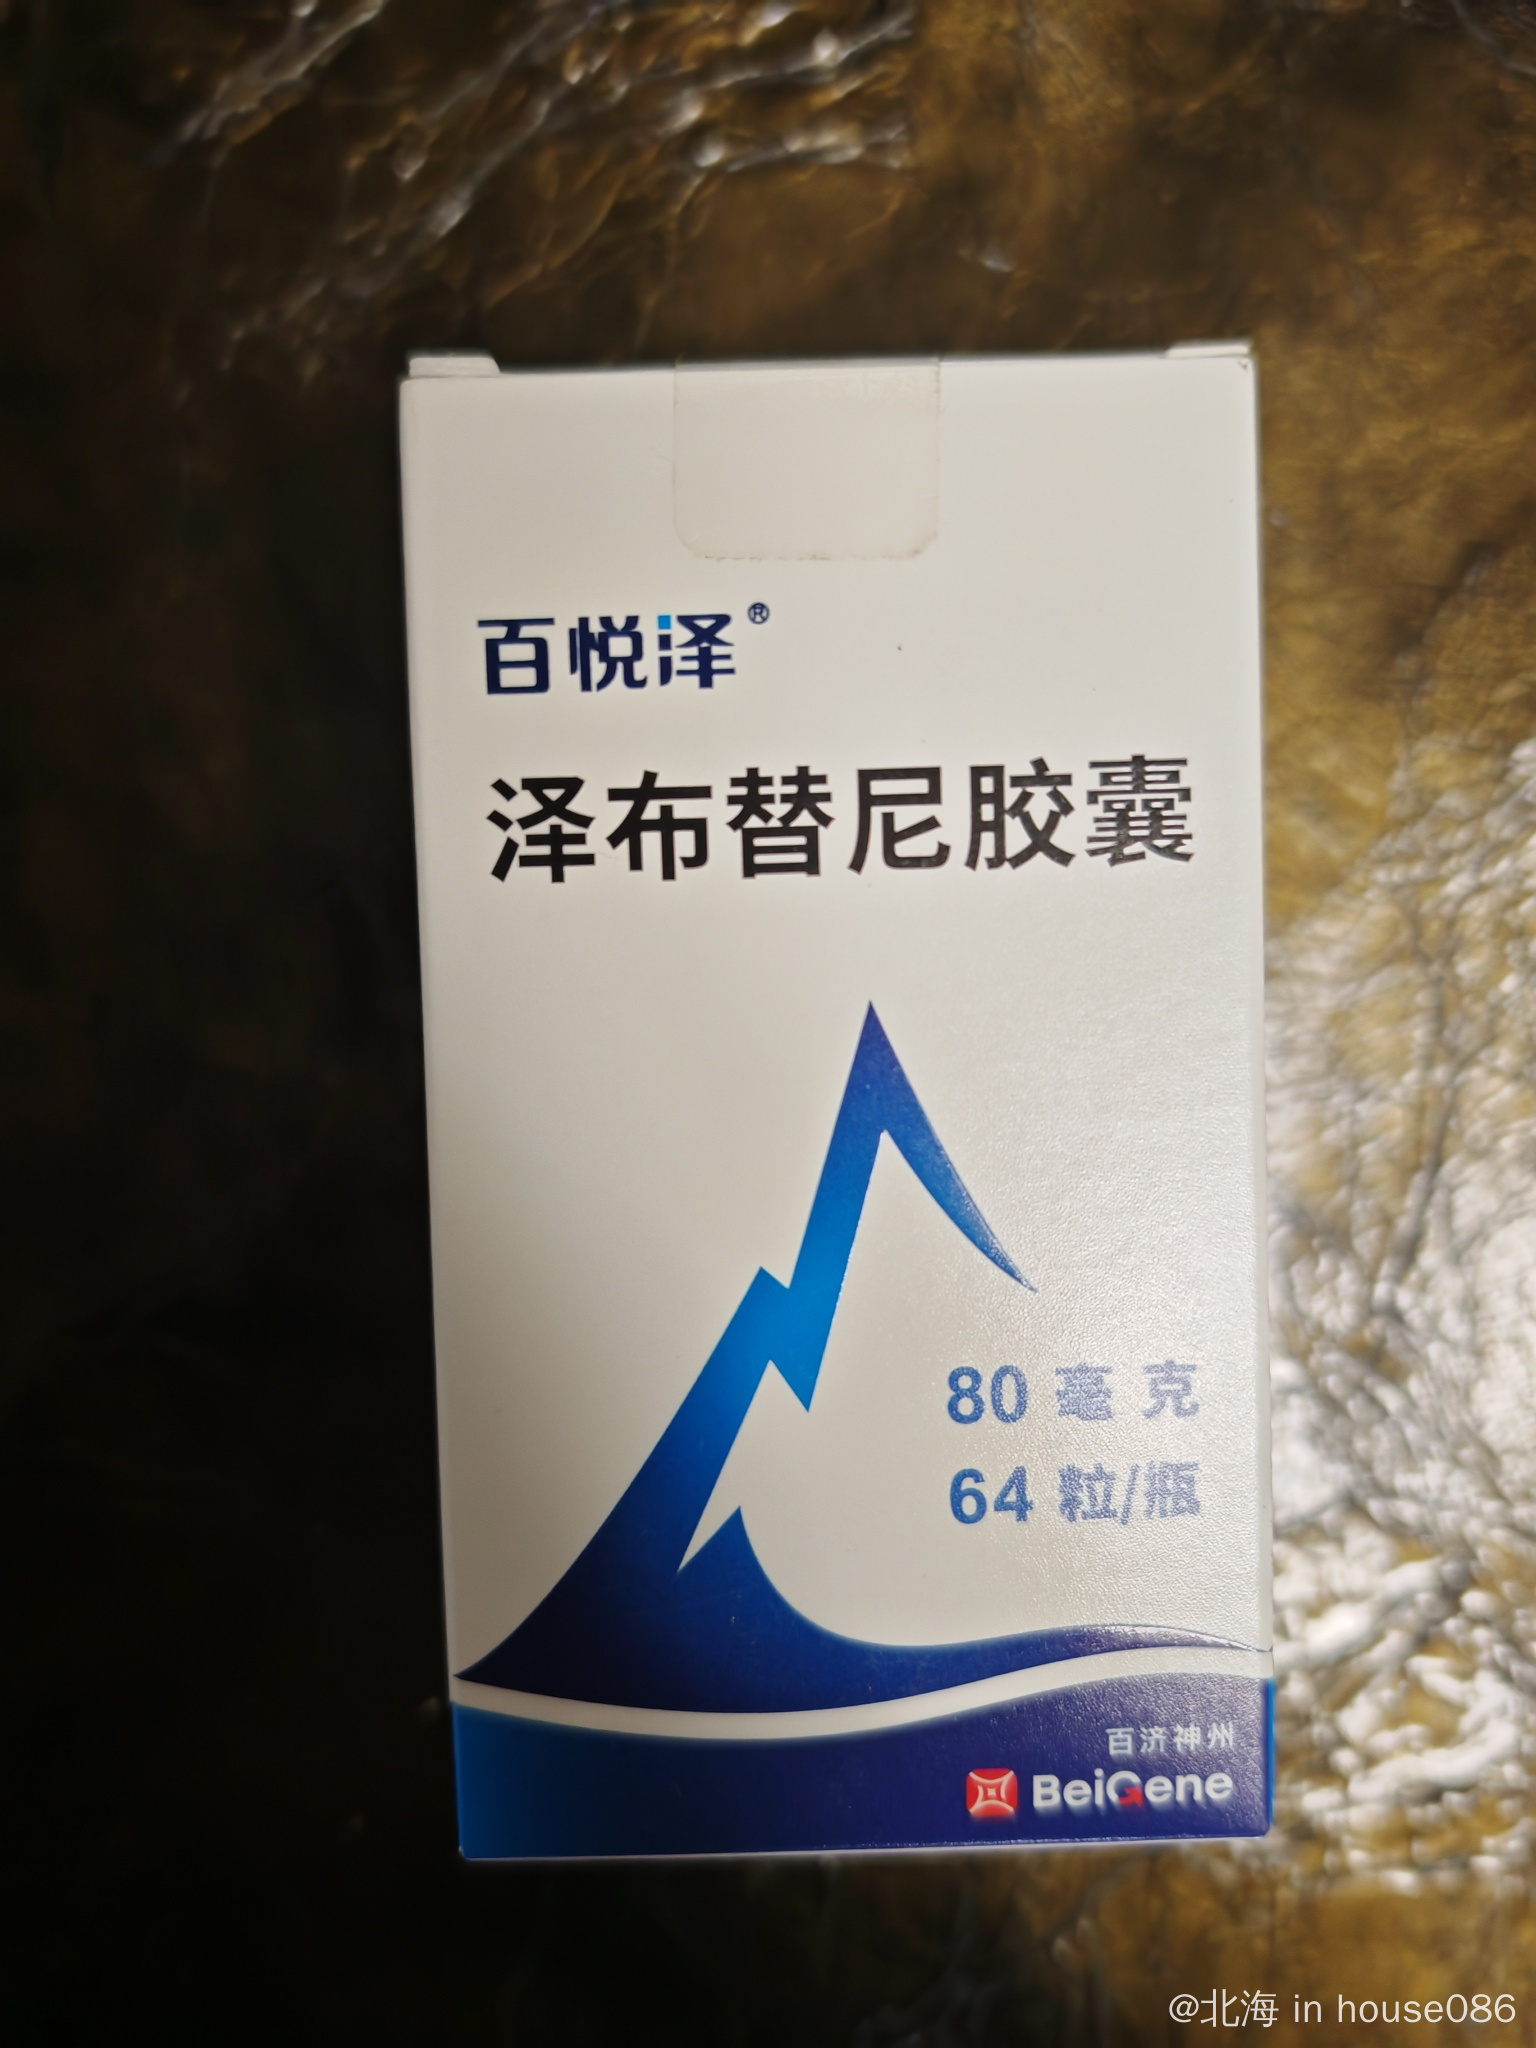 百悦泽®
泽布替尼胶囊
80 毫克
64 粒/瓶
百济神州
BeiGene
@北海 in house086